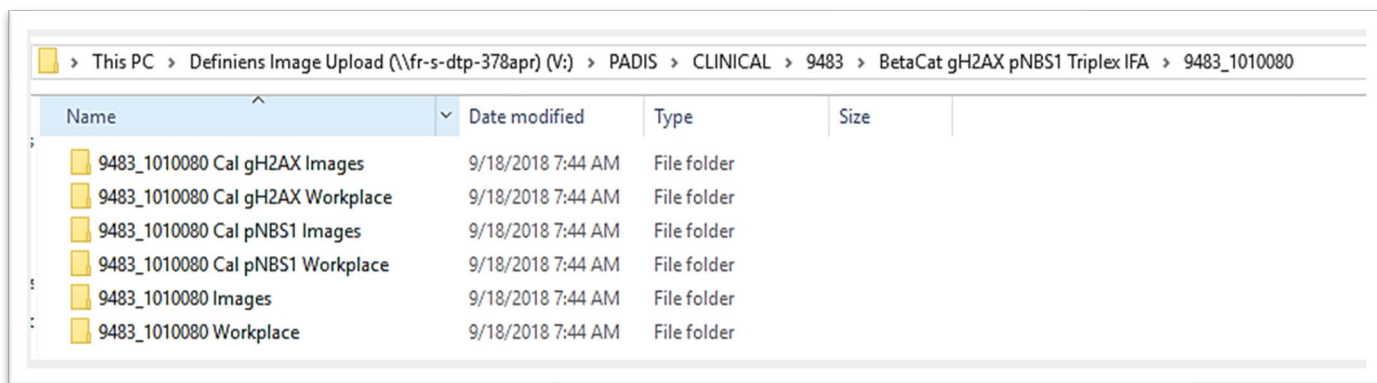 This PC > Definiens Image Upload (\\fr-s-dtp-378apr) (V:) > PADIS > CLINICAL > 9483 > BetaCat gH2AX pNBS1 Triplex IFA > 9483_1010080
Name Date modified Type Size
9483_1010080 Cal gH2AX Images 9/18/2018 7:44 AM File folder
9483_1010080 Cal gH2AX Workplace 9/18/2018 7:44 AM File folder
9483_1010080 Cal pNBS1 Images 9/18/2018 7:44 AM File folder
9483_1010080 Cal pNBS1 Workplace 9/18/2018 7:44 AM File folder
9483_1010080 Images 9/18/2018 7:44 AM File folder
9483_1010080 Workplace 9/18/2018 7:44 AM File folder